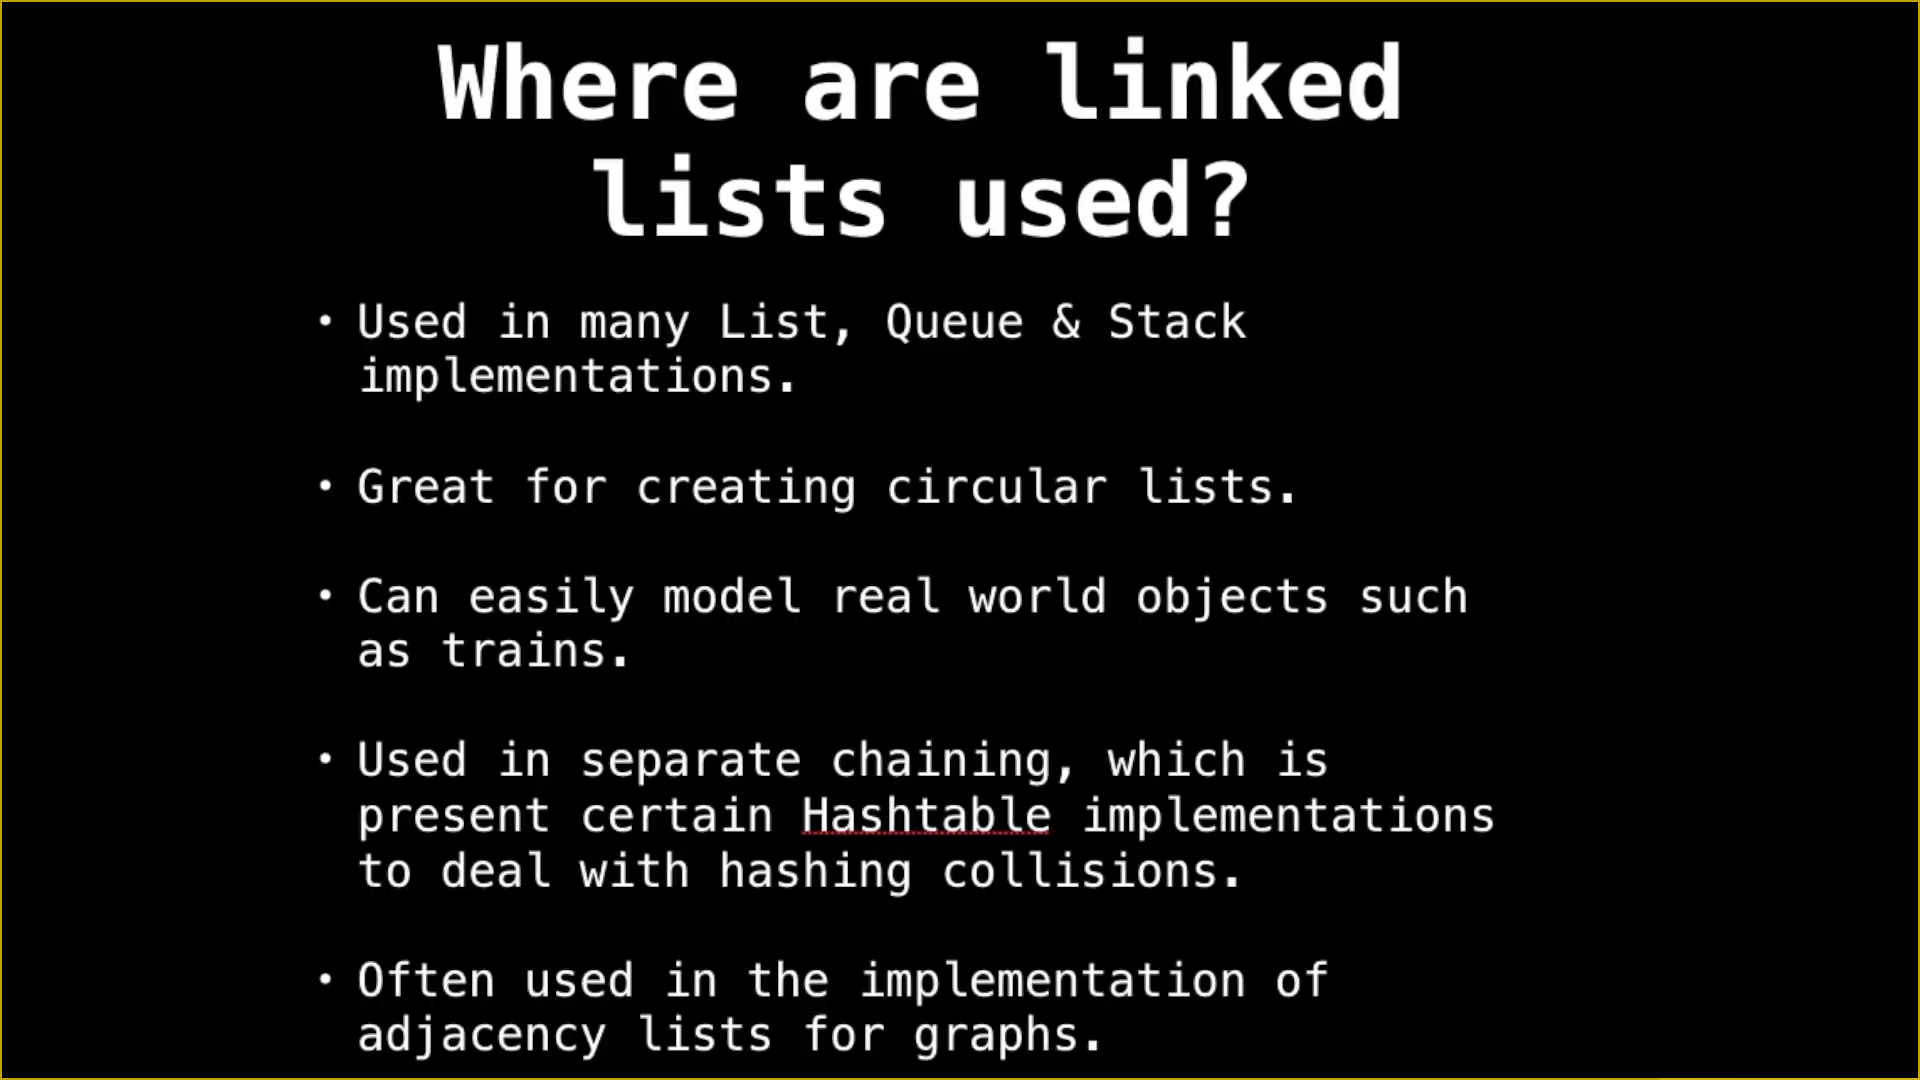 Where are linked
lists used?
• Used in many List, Queue & Stack
implementations.
• Great for creating circular lists.
• Can easily model real world objects such
as trains.
• Used in separate chaining, which is
present certain Hashtable implementations
to deal with hashing collisions.
• Often used in the implementation of
adjacency lists for graphs.